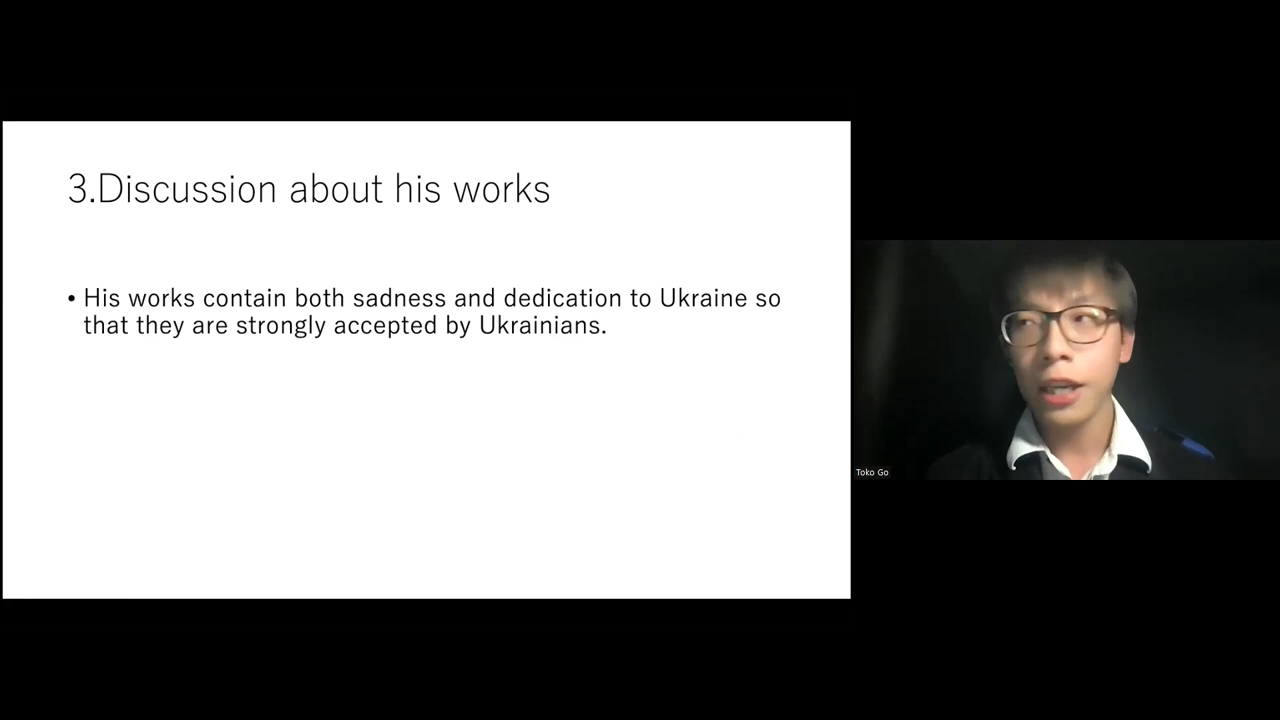 3.Discussion about his works
• His works contain both sadness and dedication to Ukraine so
that they are strongly accepted by Ukrainians.
Toko Go